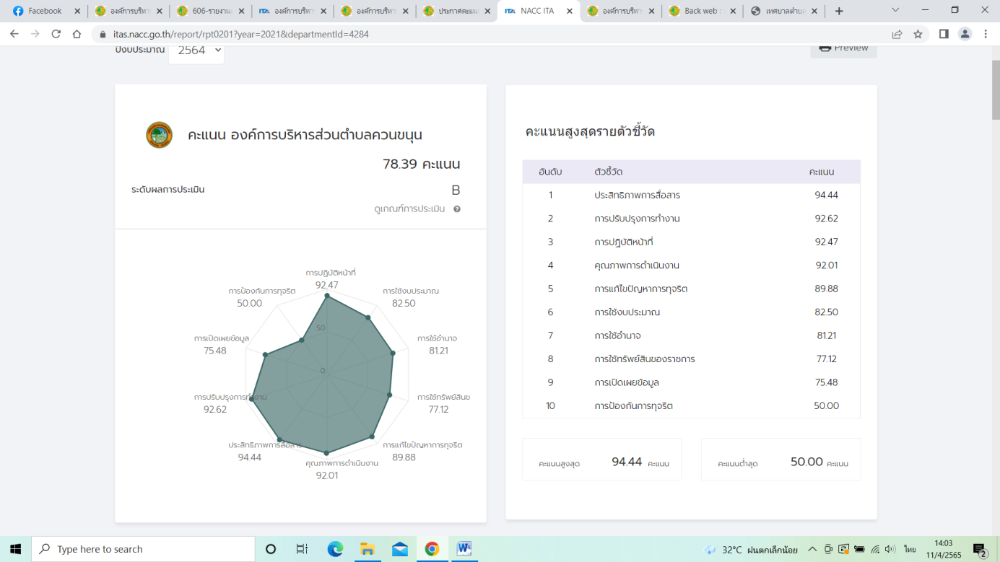 Facebook
องค์การบริหา
606-รายงานผ
ITA องค์การบริหา
องค์การบริหา
ประกาศคะแน
ITA NACC ITA
องค์การบริหา
Back web :
เทศบาลตำบล
itas.nacc.go.th/report/rpt0201?year=2021&departmentId=4284
ปีงบประมาณ 2564
Preview
คะแนน องค์การบริหารส่วนตำบลควนขนุน
78.39 คะแนน
ระดับผลการประเมิน B
ดูเกณฑ์การประเมิน
การปฏิบัติหน้าที่
92.47
การใช้งบประมาณ
82.50
การใช้อำนาจ
81.21
การใช้ทรัพย์สินข
77.12
การแก้ไขปัญหาการทุจริต
89.88
คุณภาพการดำเนินงาน
92.01
ประสิทธิภาพการสื่อสาร
94.44
การปรับปรุงการทำงาน
92.62
การเปิดเผยข้อมูล
75.48
การป้องกันการทุจริต
50.00
50
0
คะแนนสูงสุดรายตัวชี้วัด
อันดับ ตัวชี้วัด คะแนน
1 ประสิทธิภาพการสื่อสาร 94.44
2 การปรับปรุงการทำงาน 92.62
3 การปฏิบัติหน้าที่ 92.47
4 คุณภาพการดำเนินงาน 92.01
5 การแก้ไขปัญหาการทุจริต 89.88
6 การใช้งบประมาณ 82.50
7 การใช้อำนาจ 81.21
8 การใช้ทรัพย์สินของราชการ 77.12
9 การเปิดเผยข้อมูล 75.48
10 การป้องกันการทุจริต 50.00
คะแนนสูงสุด 94.44 คะแนน
คะแนนต่ำสุด 50.00 คะแนน
Type here to search
32°C ฝนตกเล็กน้อย
ไทย
14:03
11/4/2565
2